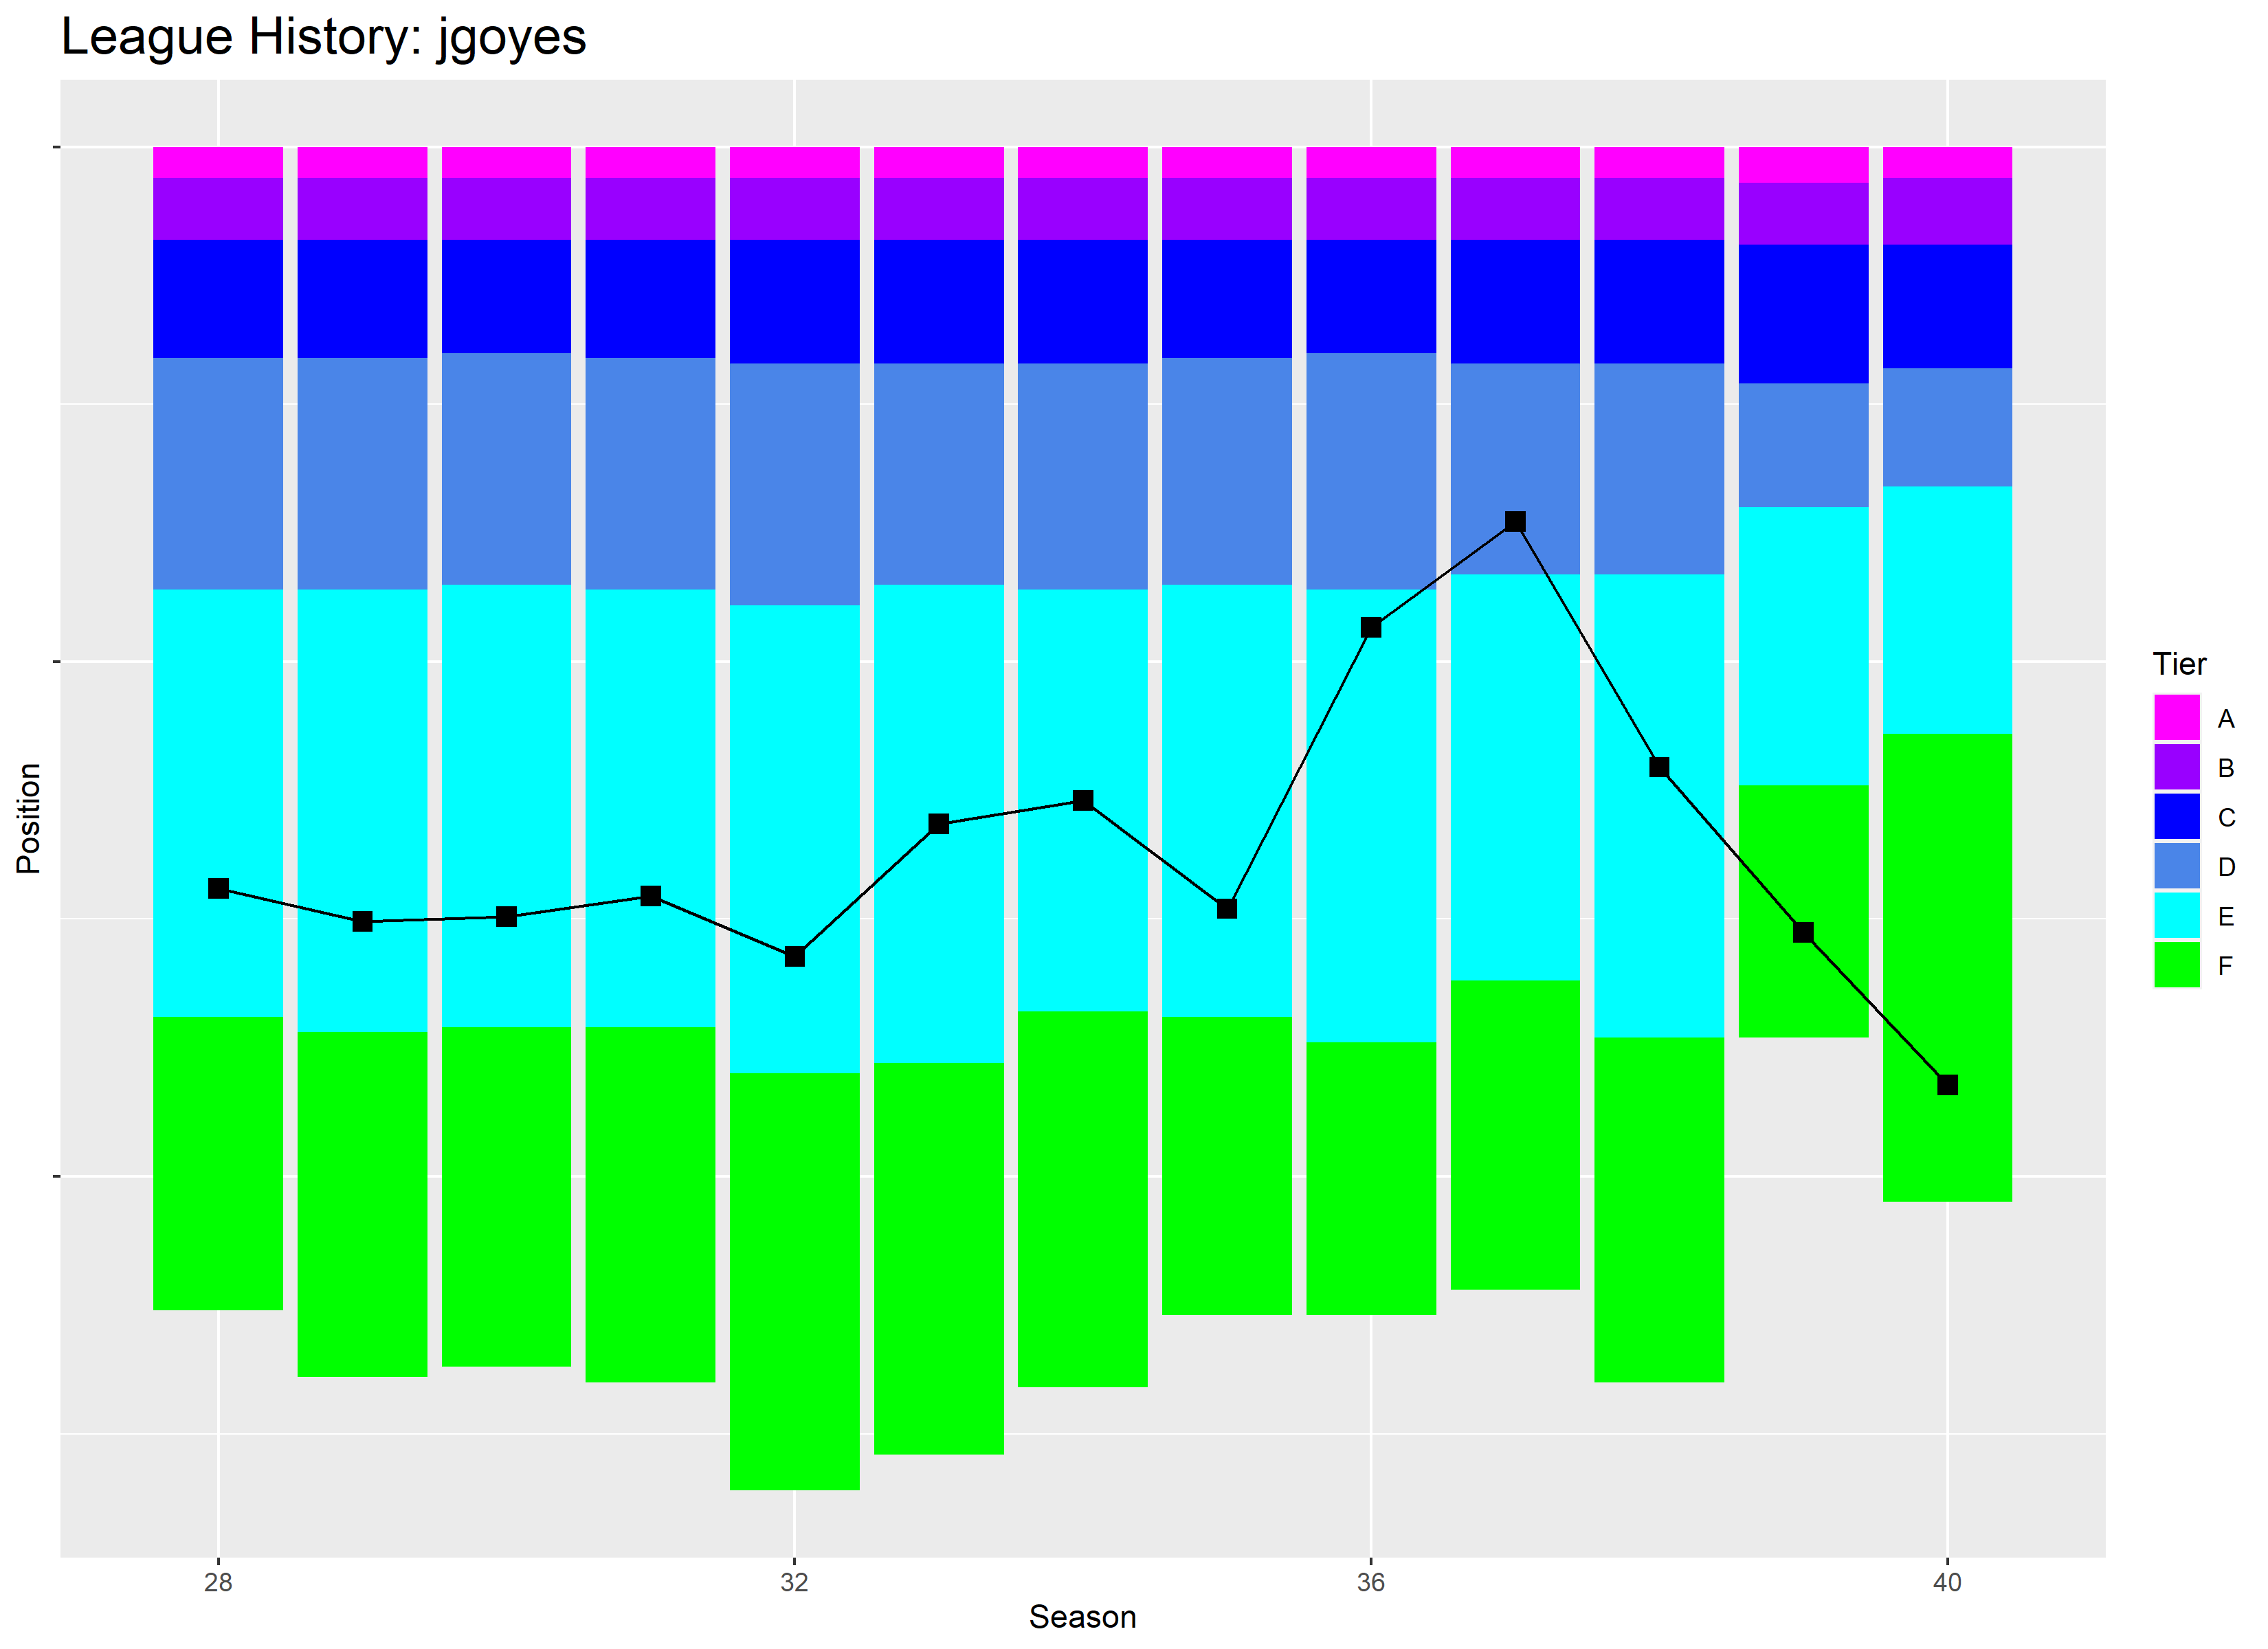 League History: jgoyes
Position
28
32
36
40
Season
Tier
A
B
C
D
E
F